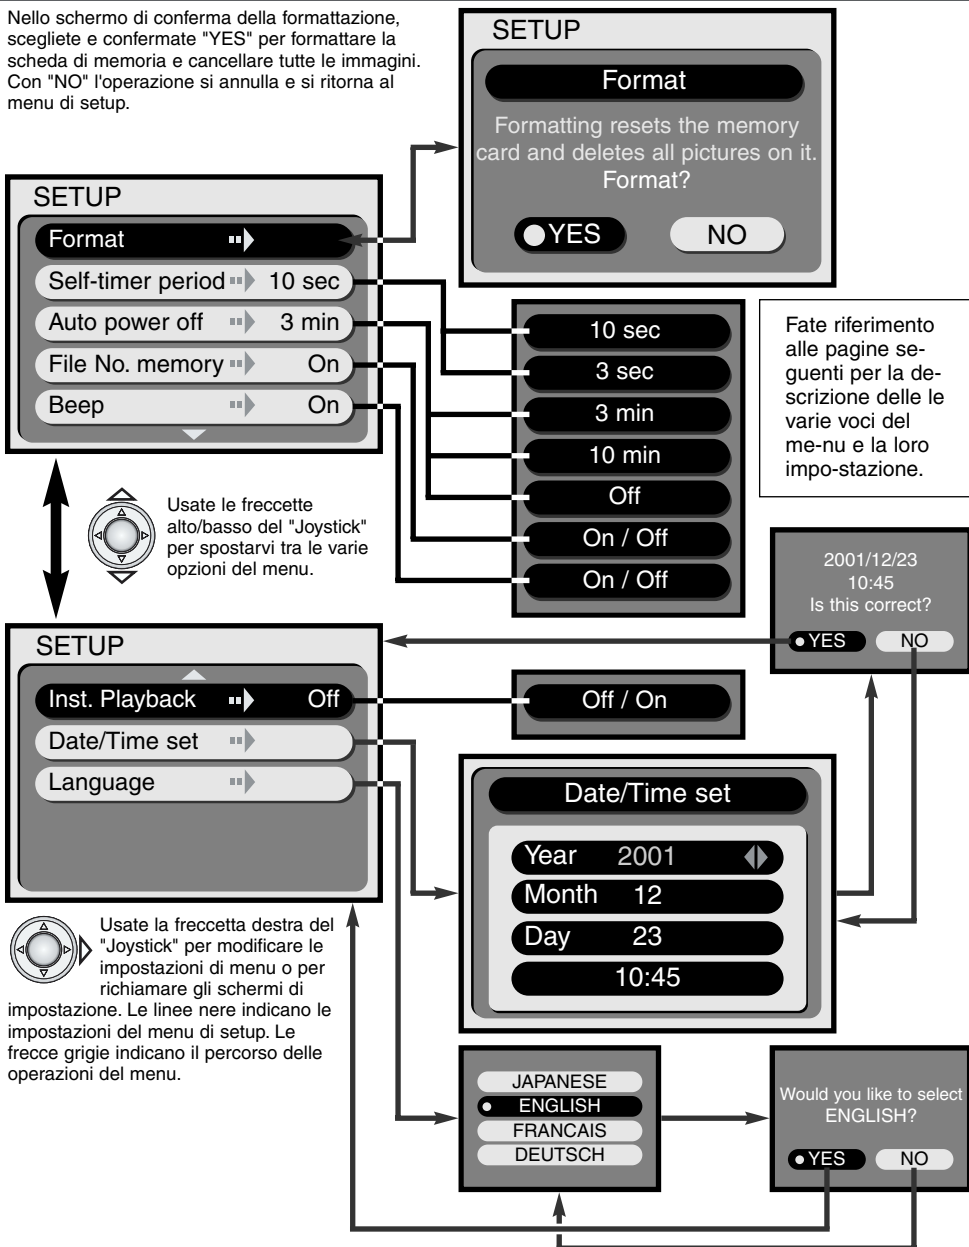 Nello schermo di conferma della formattazione,
scegliete e confermate "YES" per formattare la
scheda di memoria e cancellare tutte le immagini.
Con "NO" l'operazione si annulla e si ritorna al
menu di setup.
SETUP
Format
Formatting resets the memory
card and deletes all pictures on it.
Format?
YES NO
SETUP
Format
Self-timer period 10 sec
Auto power off 3 min
File No. memory On
Beep On
10 sec
3 sec
3 min
10 min
Off
On / Off
On / Off
Fate riferimento
alle pagine se-
guenti per la de-
scrizione delle le
varie voci del
me-nu e la loro
impo-stazione.
Usate le freccette
alto/basso del "Joystick"
per spostarvi tra le varie
opzioni del menu.
2001/12/23
10:45
Is this correct?
YES NO
SETUP
Inst. Playback Off
Date/Time set
Language
Off / On
Date/Time set
Year 2001
Month 12
Day 23
10:45
Usate la freccetta destra del
"Joystick" per modificare le
impostazioni di menu o per
richiamare gli schermi di
impostazione. Le linee nere indicano le
impostazioni del menu di setup. Le
frecce grigie indicano il percorso delle
operazioni del menu.
JAPANESE
ENGLISH
FRANCAIS
DEUTSCH
Would you like to select
ENGLISH?
YES NO